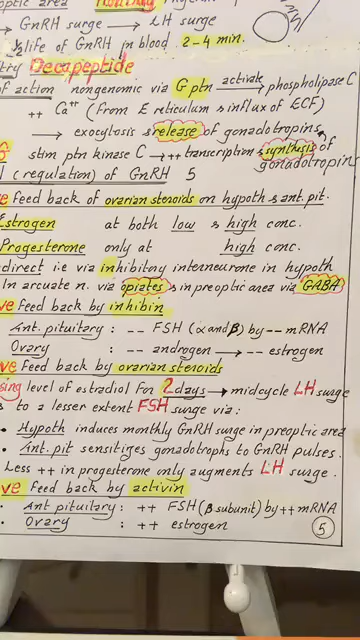 optic area
→ GnRH surge → LH surge
½ life of GnRH in blood 2-4 min.
try Decapeptide
of action nongenomic via G ptn activate→ phospholipase C
++ Ca++ (from E reticulum & influx of ECF)
→ exocytosis & release of gonadotropins
stim ptn kinase C → ++ transcription & synthesis of gonadotropins
(regulation) of GnRH 5
ve feed back of ovarian steroids on hypoth & ant. pit.
Estrogen at both low & high conc.
Progesterone only at high conc.
direct i.e via inhibitory interneurone in hypoth
In arcuate n. via opiates & in preoptic area via GABA
ve feed back by inhibin
Ant. pituitary : -- FSH (α and β) by -- mRNA
Ovary : -- androgen → -- estrogen
ve feed back by ovarian steroids
sing level of estradiol for 2 days → midcycle LH surge
& to a lesser extent FSH surge via:
• Hypoth induces monthly GnRH surge in preoptic area
• Ant. pit sensitizes gonadotrophs to GnRH pulses.
Less ++ in progesterone only augments LH surge.
ve feed back by activin
• Ant pituitary : ++ FSH (β subunit) by ++ mRNA
• Ovary : ++ estrogen
5